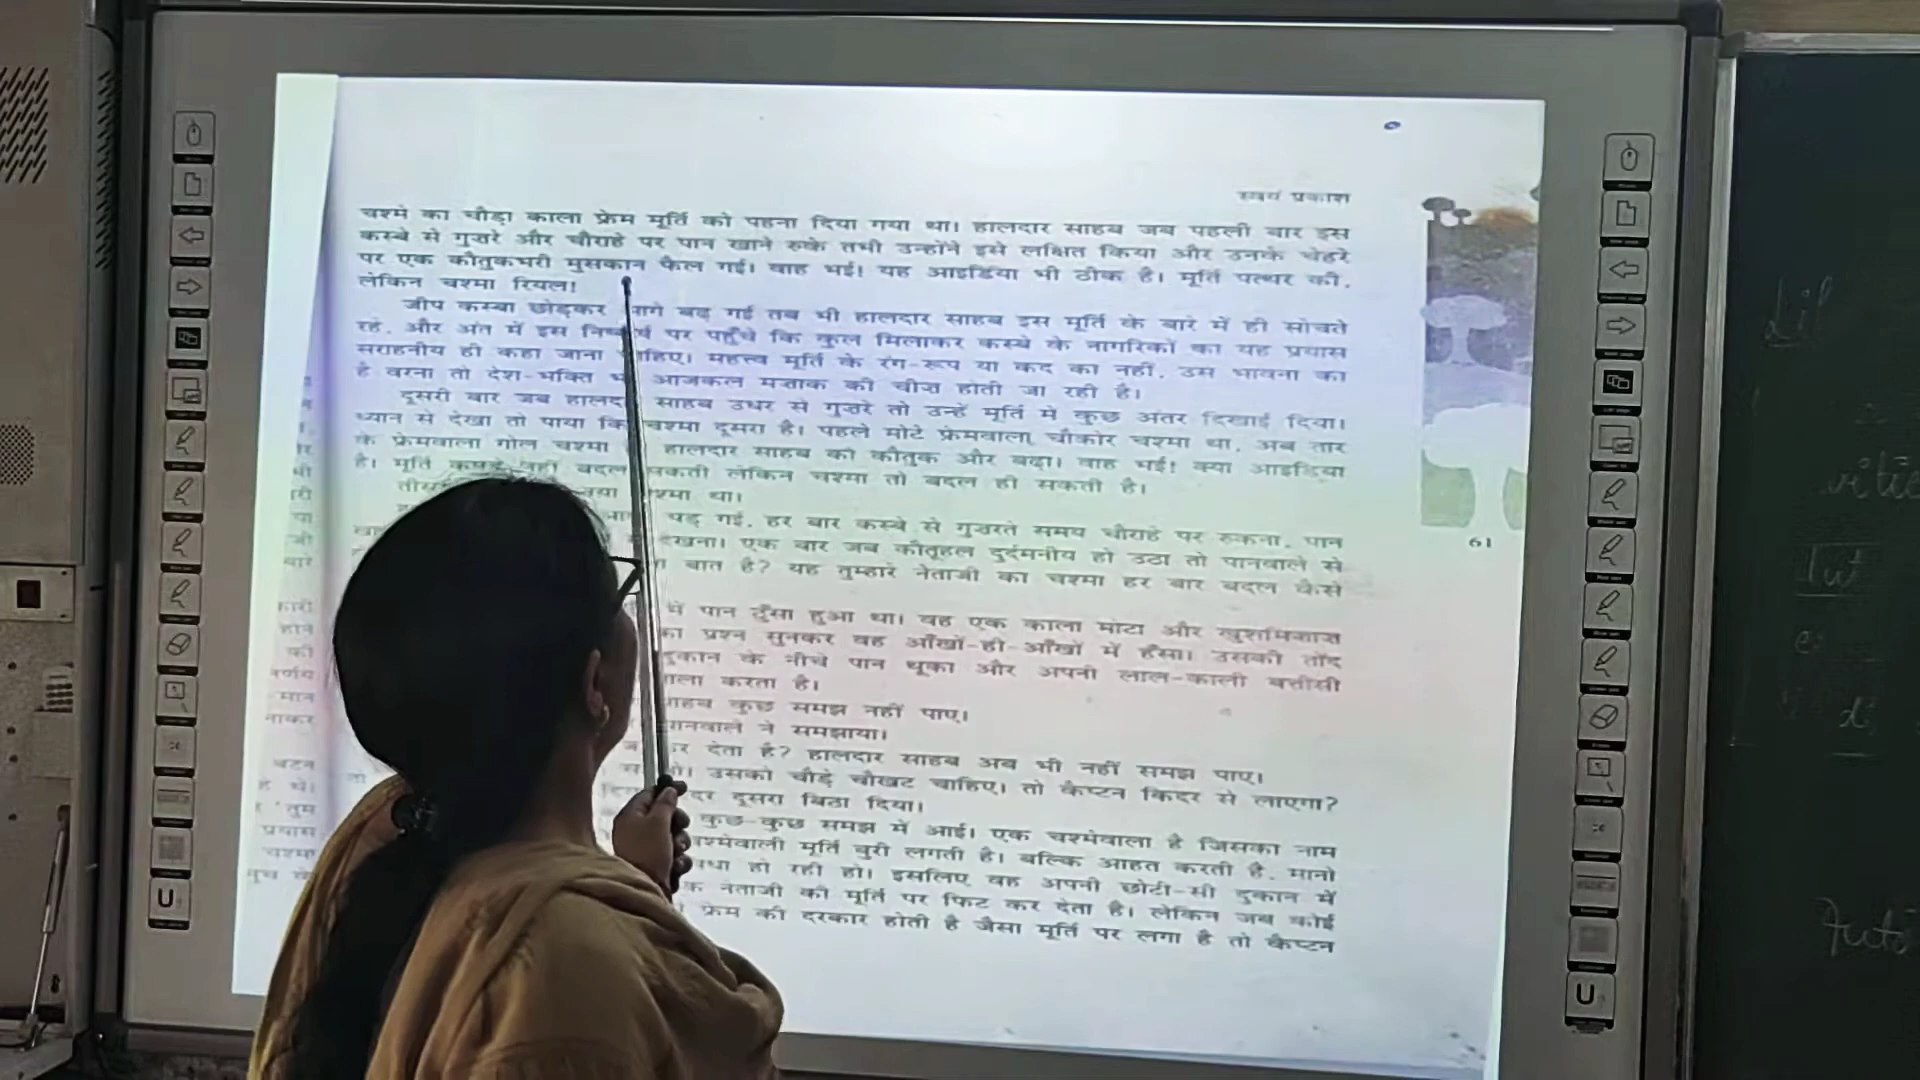 स्वयं प्रकाश
चश्मे का चौड़ा काला फ्रेम मूर्ति को पहना दिया गया था। हालदार साहब जब पहली बार इस
कस्बे से गुज़रे और चौराहे पर पान खाने रुके तभी उन्होंने इसे लक्षित किया और उनके चेहरे
पर एक कौतुकभरी मुसकान फैल गई। वाह भई! यह आइडिया भी ठीक है। मूर्ति पत्थर की,
लेकिन चश्मा रियल!
जीप कस्बा छोड़कर आगे बढ़ गई तब भी हालदार साहब इस मूर्ति के बारे में ही सोचते
रहे, और अंत में इस निष्कर्ष पर पहुँचे कि कुल मिलाकर कस्बे के नागरिकों का यह प्रयास
सराहनीय ही कहा जाना चाहिए। महत्त्व मूर्ति के रंग-रूप या कद का नहीं, उस भावना का
है वरना तो देश-भक्ति भी आजकल मज़ाक की चीज़ होती जा रही है।
दूसरी बार जब हालदार साहब उधर से गुज़रे तो उन्हें मूर्ति में कुछ अंतर दिखाई दिया।
ध्यान से देखा तो पाया कि चश्मा दूसरा है। पहले मोटे फ्रेमवाला चौकोर चश्मा था, अब तार
के फ्रेमवाला गोल चश्मा हालदार साहब का कौतुक और बढ़ा। वाह भई! क्या आइडिया
है। मूर्ति कपड़े नहीं बदल सकती लेकिन चश्मा तो बदल ही सकती है।
तीसरी नया चश्मा था।
पड़ गई, हर बार कस्बे से गुज़रते समय चौराहे पर रुकना, पान
देखना। एक बार जब कौतूहल दुर्दमनीय हो उठा तो पानवाले से
बात है? यह तुम्हारे नेताजी का चश्मा हर बार बदल कैसे
61
में पान ठुँसा हुआ था। वह एक काला मोटा और खुशमिज़ाज
का प्रश्न सुनकर वह आँखों-ही-आँखों में हँसा। उसकी तोंद
दुकान के नीचे पान थूका और अपनी लाल-काली बत्तीसी
करता है।
साहब कुछ समझ नहीं पाए।
पानवाले ने समझाया।
कर देता है? हालदार साहब अब भी नहीं समझ पाए।
उसको चौड़े चौखट चाहिए। तो कैप्टन किदर से लाएगा?
दूसरा बिठा दिया।
कुछ-कुछ समझ में आई। एक चश्मेवाला है जिसका नाम
चश्मेवाली मूर्ति बुरी लगती है। बल्कि आहत करती है, मानो
हो रही हो। इसलिए वह अपनी छोटी-सी दुकान में
नेताजी की मूर्ति पर फिट कर देता है। लेकिन जब कोई
फ्रेम की दरकार होती है जैसा मूर्ति पर लगा है तो कैप्टन